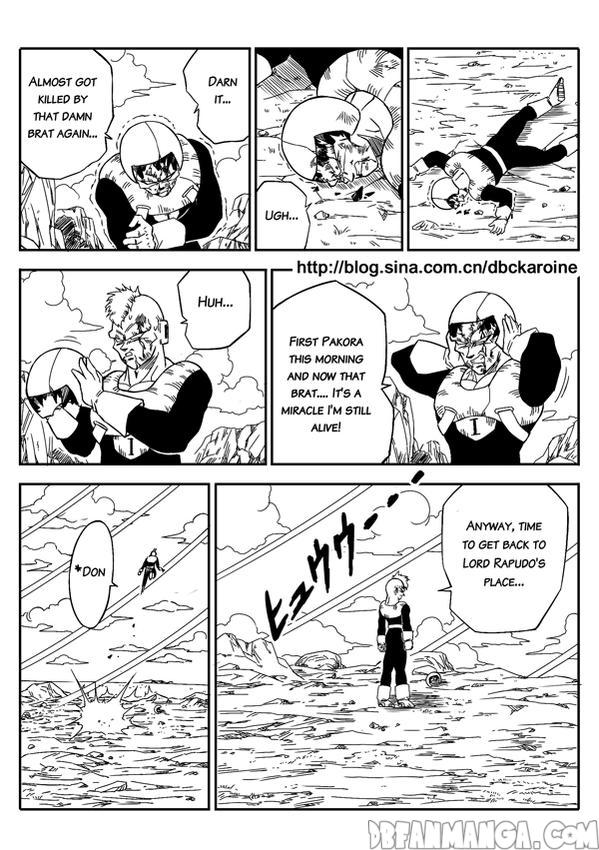 UGH...
DARN
IT...
ALMOST GOT
KILLED BY
THAT DAMN
BRAT AGAIN...
http://blog.sina.com.cn/dbckaroine
FIRST PAKORA
THIS MORNING
AND NOW THAT
BRAT.... IT'S A
MIRACLE I'M STILL
ALIVE!
I
HUH...
I
ANYWAY, TIME
TO GET BACK TO
LORD RAPUDO'S
PLACE...
ヒュウウ・・・
*DON
DBFANMANGA.COM